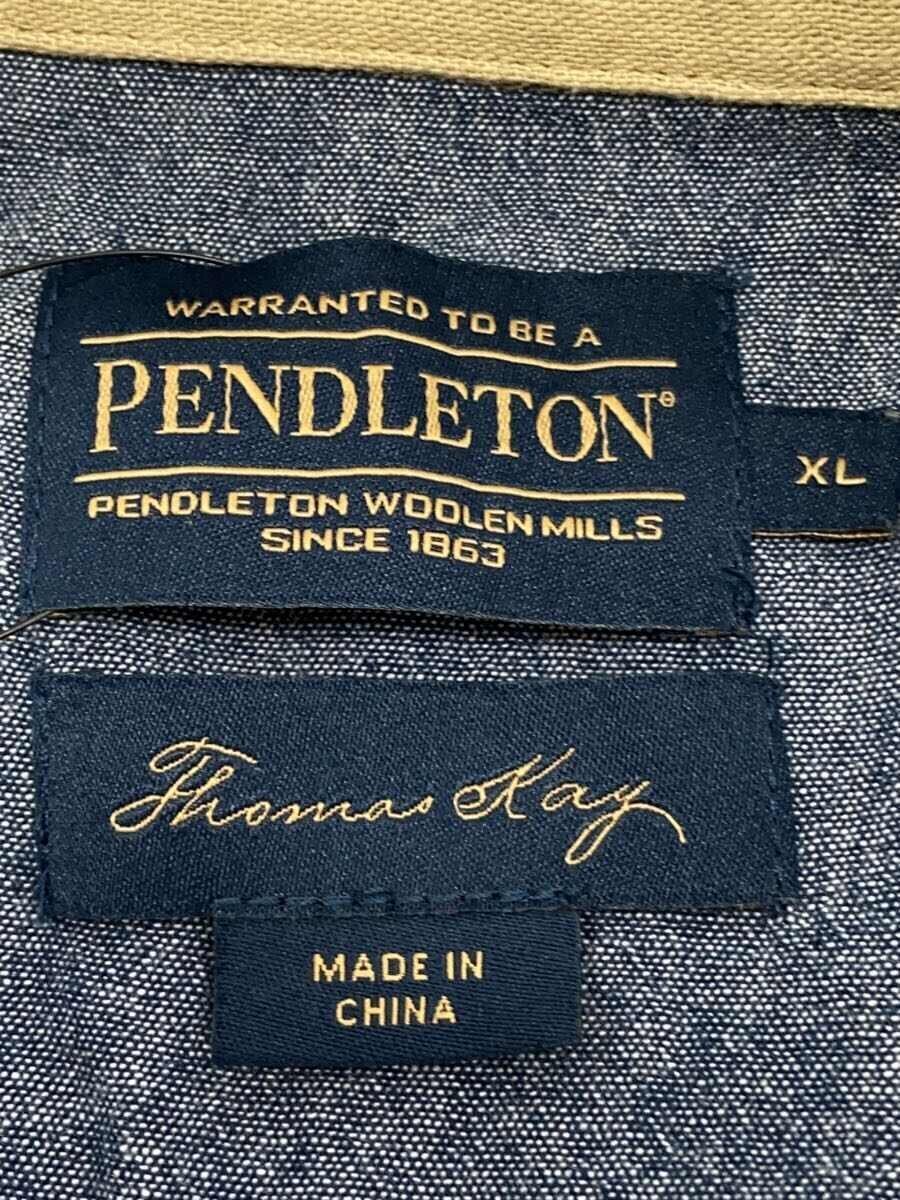 WARRANTED TO BE A
PENDLETON®
PENDLETON WOOLEN MILLS
SINCE 1863
XL
Thomas Kay
MADE IN
CHINA